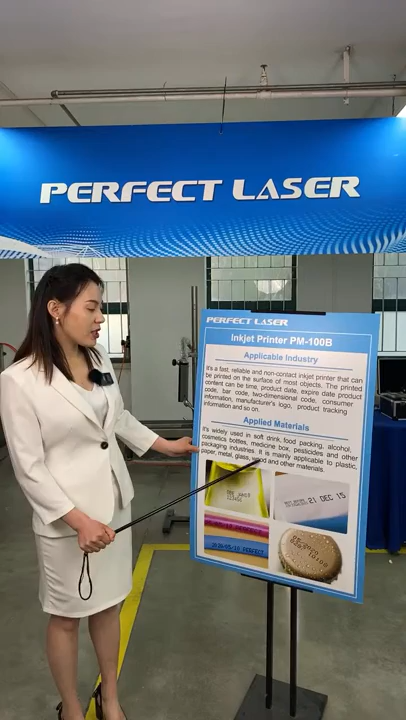 PERFECT LASER
PERFECT LASER
Inkjet Printer PM-100B
Applicable Industry
It's a fast, reliable and non-contact inkjet printer that can
be printed on the surface of most objects. The printed
content can be time, product date, expire date product
code, bar code, two-dimensional code, consumer
information, manufacturer's logo, product tracking
information and so on.
Applied Materials
It's widely used in soft drink, food packing, alcohol,
cosmetics bottles, medicine box, pesticides and other
packaging industries. It is mainly applicable to plastic,
paper, metal, glass, wood and other materials.
21 DEC 15
2020/05/18 PERFECT